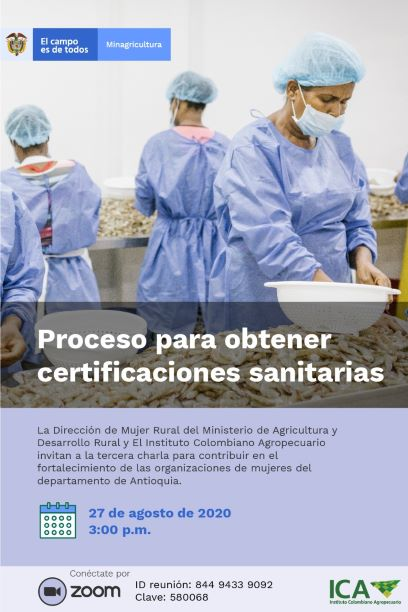 El campo
es de todos
Minagricultura
Proceso para obtener
certificaciones sanitarias
La Dirección de Mujer Rural del Ministerio de Agricultura y
Desarrollo Rural y El Instituto Colombiano Agropecuario
invitan a la tercera charla para contribuir en el
fortalecimiento de las organizaciones de mujeres del
departamento de Antioquia.
27 de agosto de 2020
3:00 p.m.
Conéctate por
zoom
ID reunión: 844 9433 9092
Clave: 580068
ICA
Instituto Colombiano Agropecuario